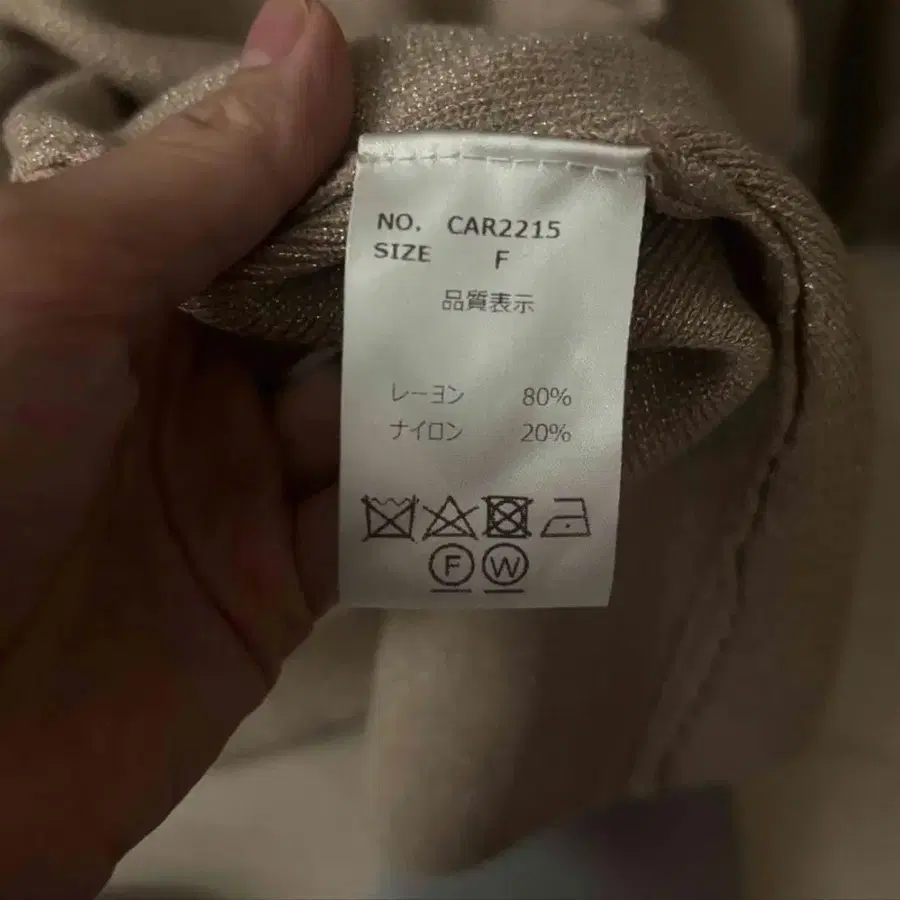 NO. CAR2215
SIZE F
品質表示
レーヨン 80%
ナイロン 20%
F W